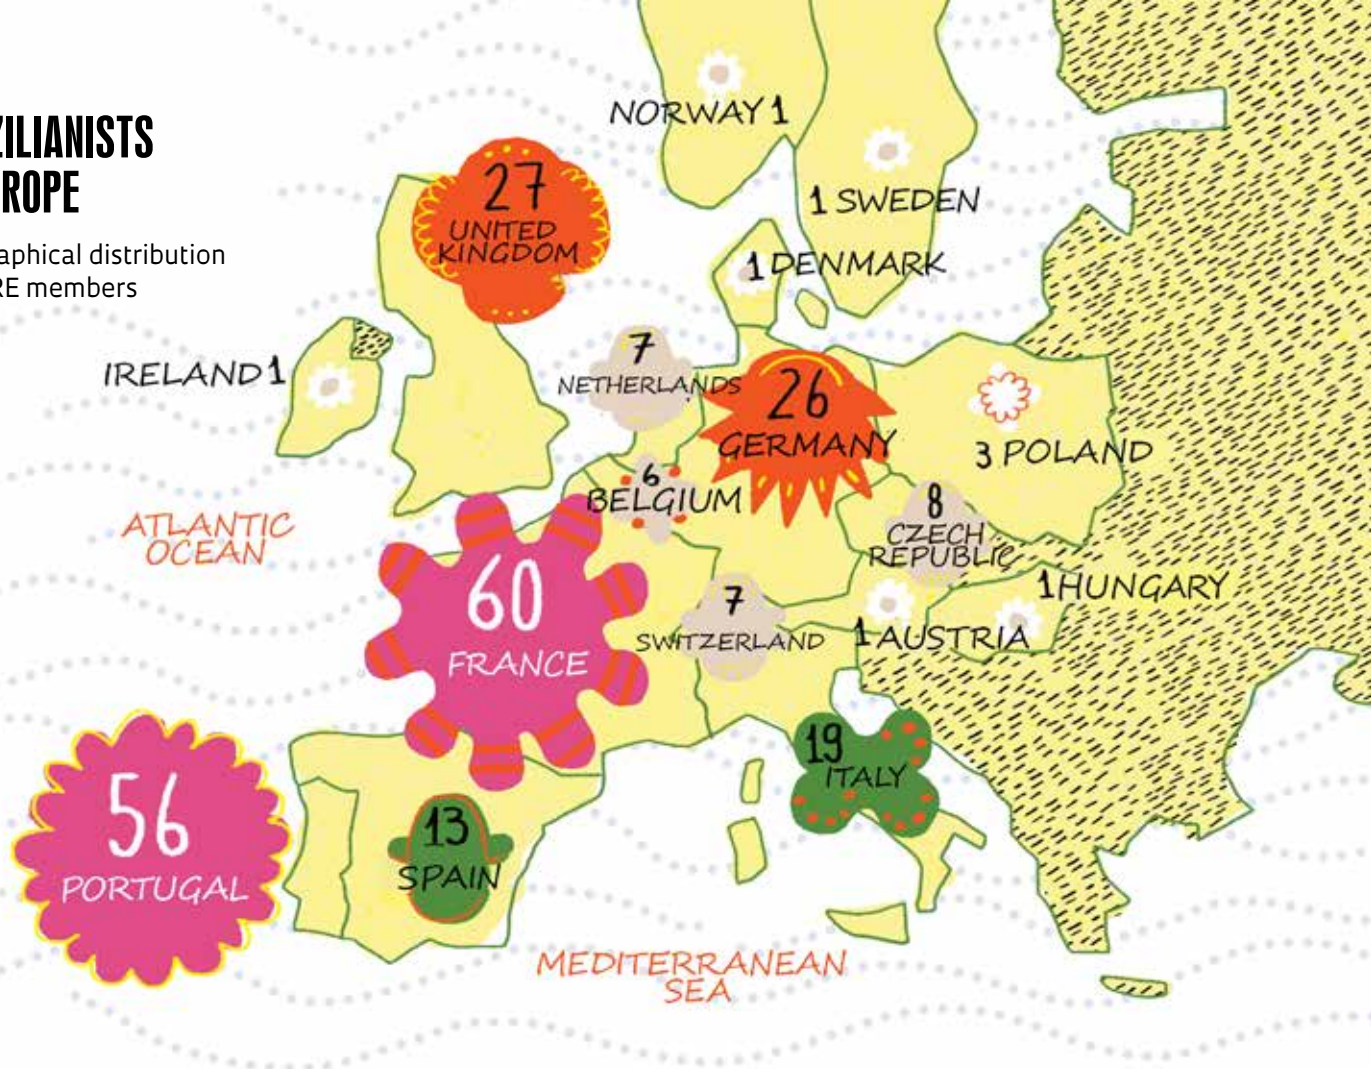 ZILIANISTS
ROPE
aphical distribution
RE members
NORWAY 1
1 SWEDEN
1 DENMARK
27
UNITED
KINGDOM
IRELAND 1
7
NETHERLANDS
26
GERMANY
3 POLAND
6
BELGIUM
8
CZECH
REPUBLIC
ATLANTIC
OCEAN
60
FRANCE
7
SWITZERLAND
1 HUNGARY
1 AUSTRIA
56
PORTUGAL
13
SPAIN
19
ITALY
MEDITERRANEAN
SEA